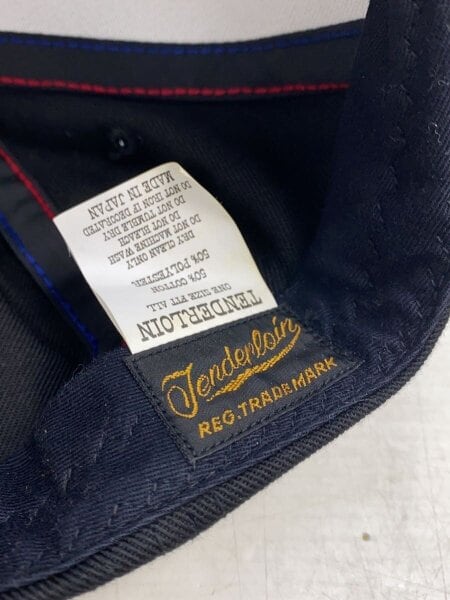 TENDERLOIN
ONE SIZE FIT ALL
50% COTTON
50% POLYESTER
DRY CLEAN ONLY
DO NOT MACHINE WASH
DO NOT BLEACH
DO NOT TUMBLE DRY
DO NOT IRON IF DECORATED
MADE IN JAPAN
Tenderloin
REG. TRADE MARK